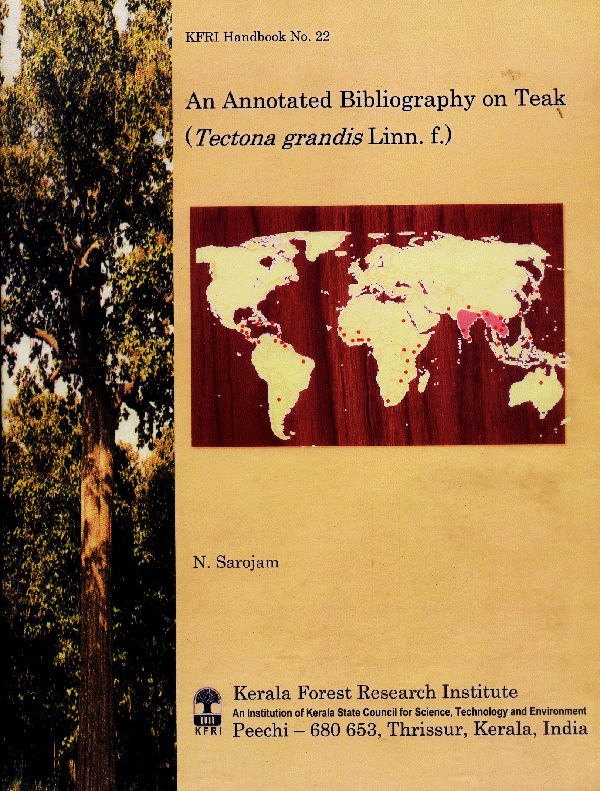 KFRI Handbook No. 22
An Annotated Bibliography on Teak
(Tectona grandis Linn. f.)
N. Sarojam
Kerala Forest Research Institute
An Institution of Kerala State Council for Science, Technology and Environment
KFRI
Peechi – 680 653, Thrissur, Kerala, India